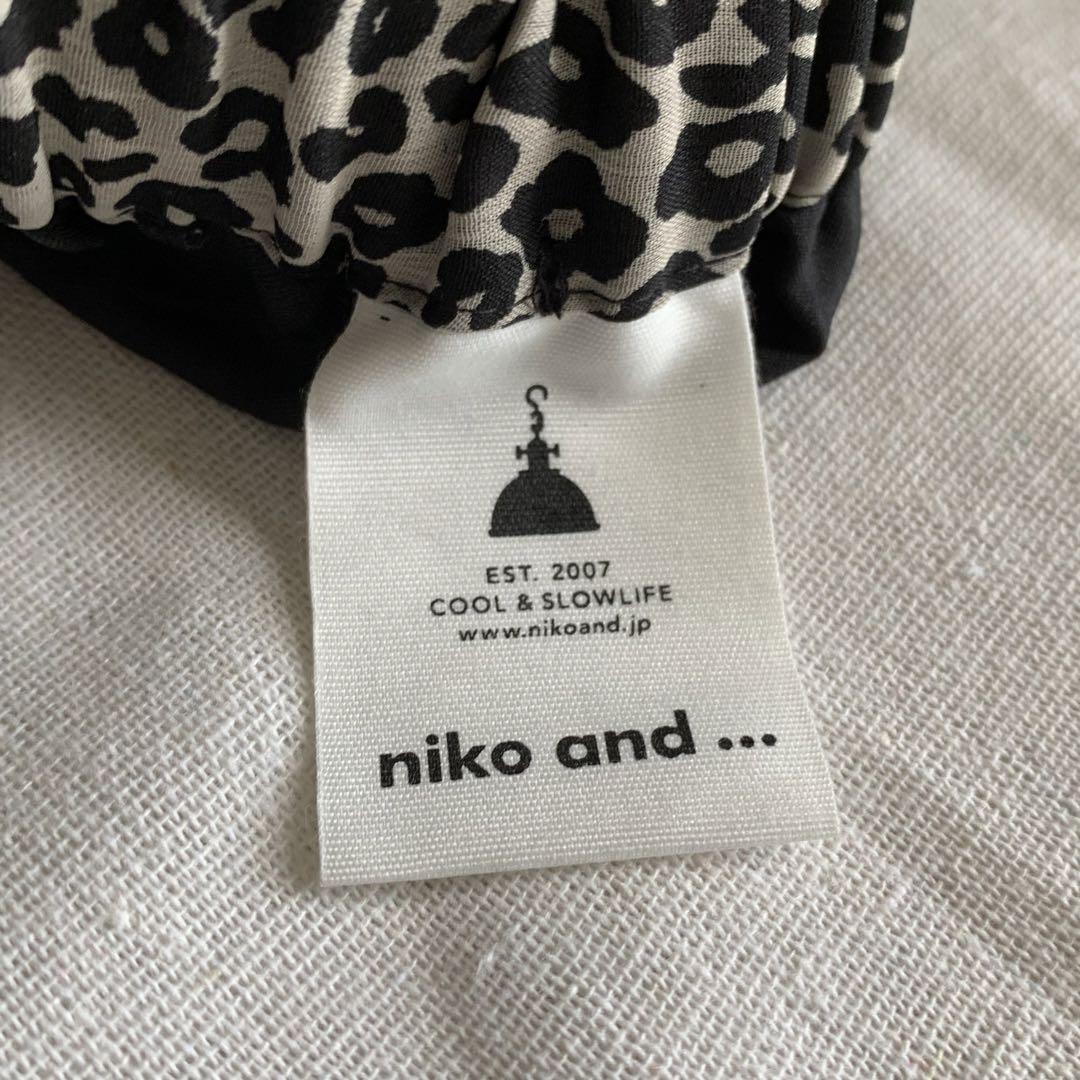 EST. 2007
COOL & SLOWLIFE
www.nikoand.jp
niko and ...